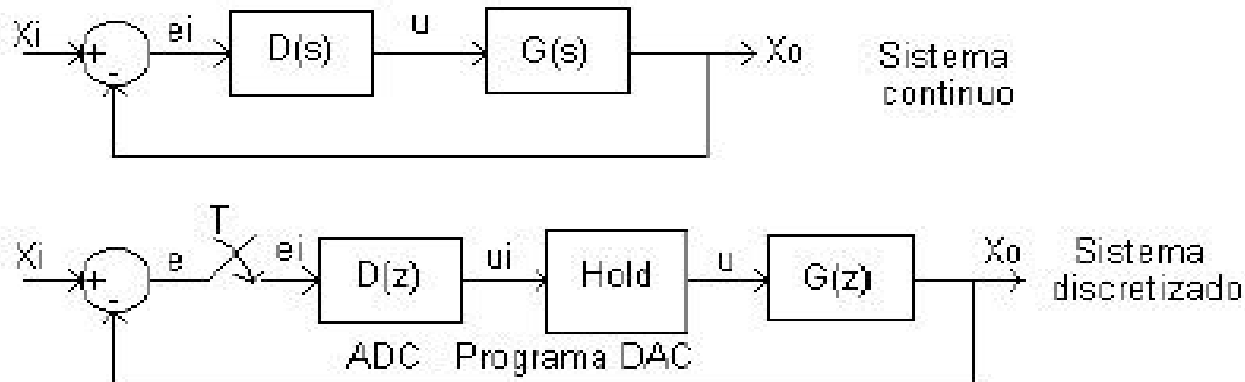 Xi
+
-
ei
D(s)
u
G(s)
Xo
Sistema
continuo
Xi
+
-
e
T
ei
D(z)
ui
Hold
u
G(z)
Xo
Sistema
discretizado
ADC Programa DAC